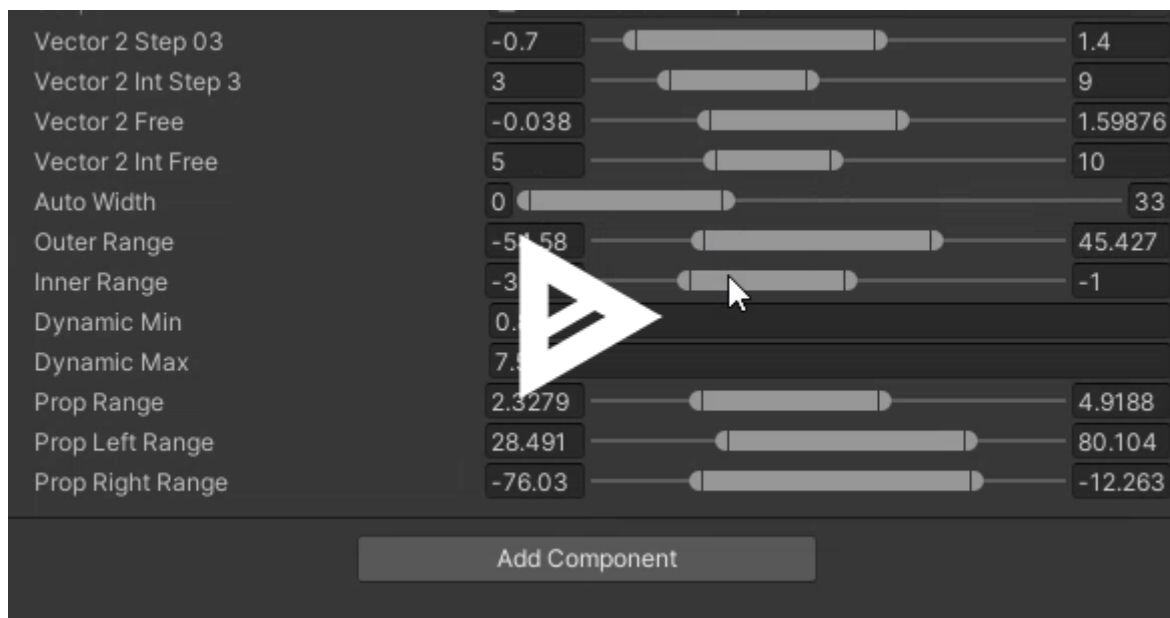 Vector 2 Step 03 -0.7 1.4
Vector 2 Int Step 3 3 9
Vector 2 Free -0.038 1.59876
Vector 2 Int Free 5 10
Auto Width 0 33
Outer Range 45.427
Inner Range -1
Dynamic Min
Dynamic Max
Prop Range 2.3279 4.9188
Prop Left Range 28.491 80.104
Prop Right Range -76.03 -12.263
Add Component